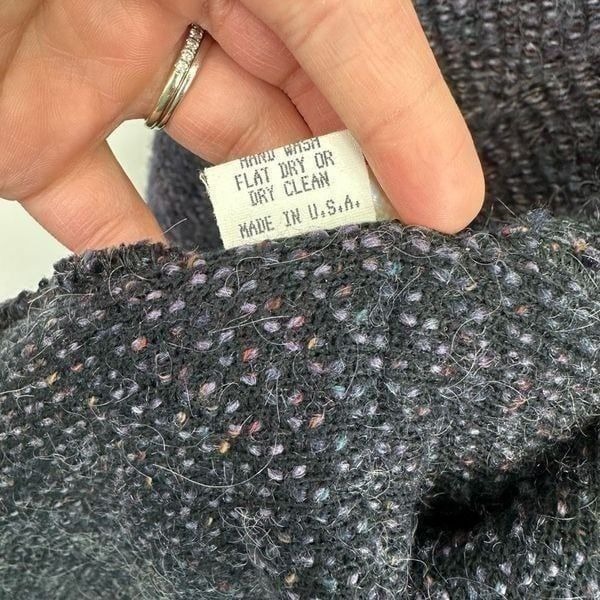 HAND WASH
FLAT DRY OR
DRY CLEAN
MADE IN U.S.A.